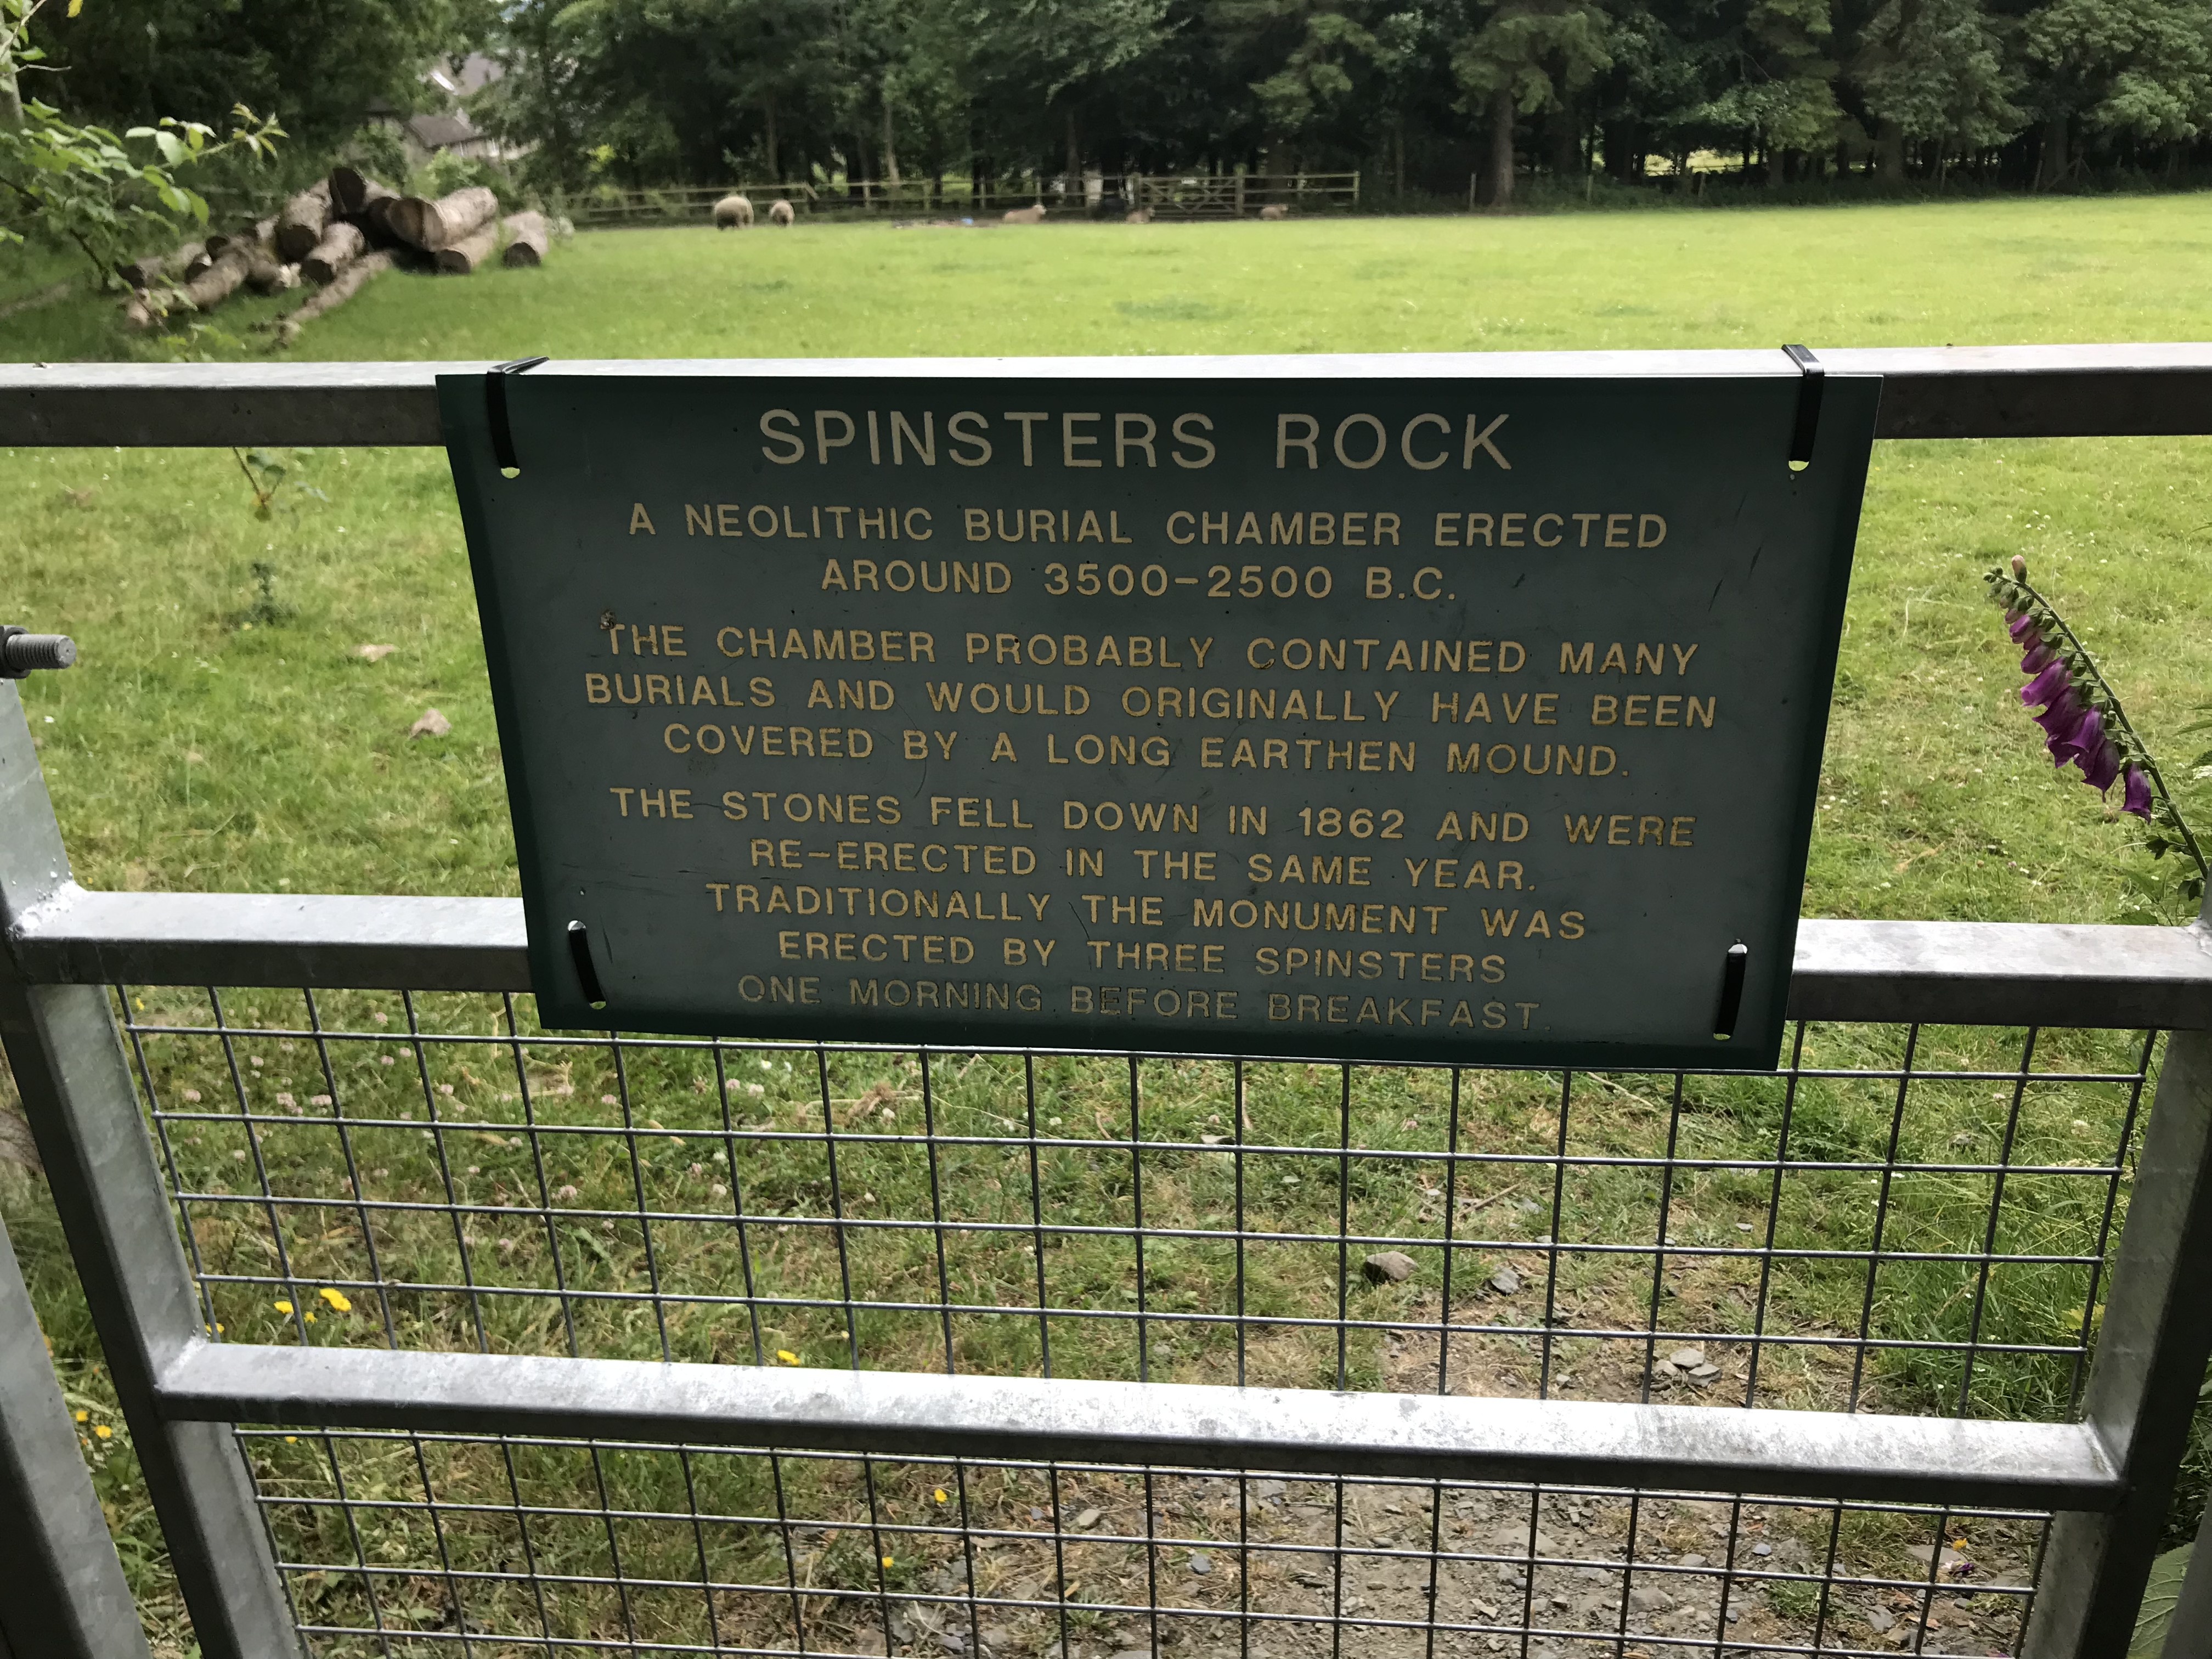 SPINSTERS ROCK
A NEOLITHIC BURIAL CHAMBER ERECTED
AROUND 3500-2500 B.C.
THE CHAMBER PROBABLY CONTAINED MANY
BURIALS AND WOULD ORIGINALLY HAVE BEEN
COVERED BY A LONG EARTHEN MOUND.
THE STONES FELL DOWN IN 1862 AND WERE
RE-ERECTED IN THE SAME YEAR.
TRADITIONALLY THE MONUMENT WAS
ERECTED BY THREE SPINSTERS
ONE MORNING BEFORE BREAKFAST.